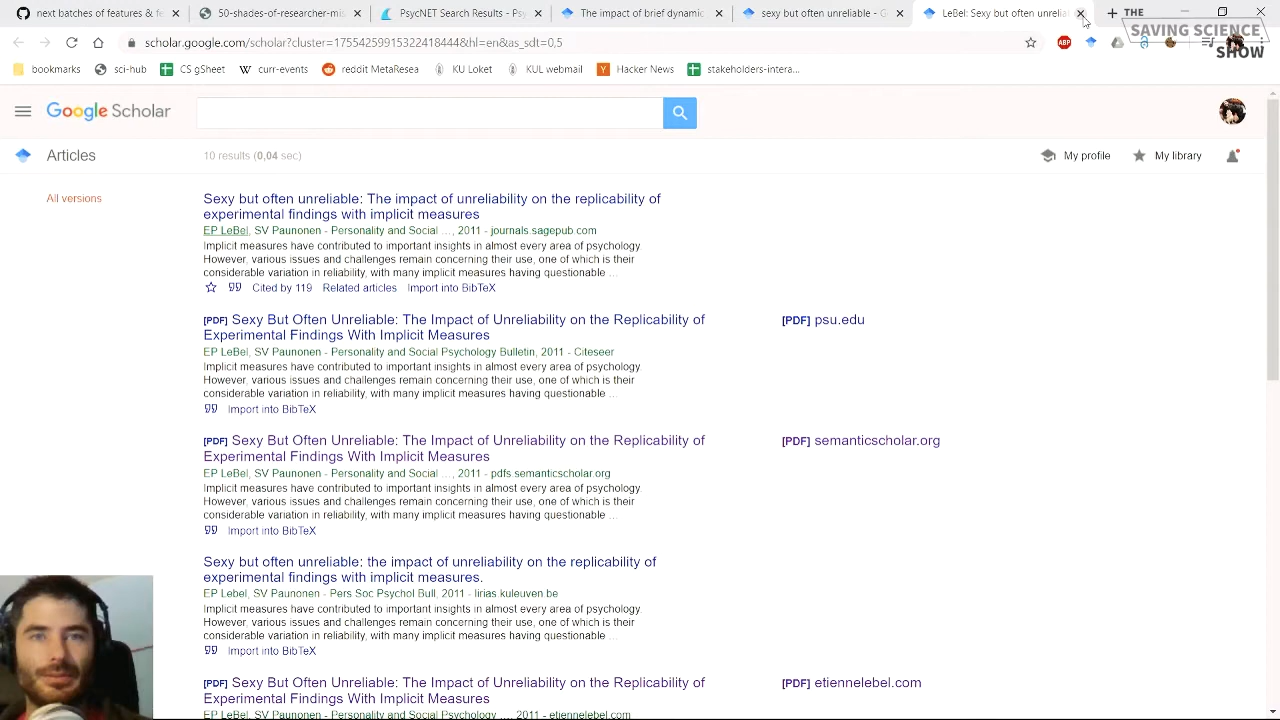 next batches of features & fe
50-shades-of-researcher-mi
PsychDisclosure Results - Psy
The impact of brief dynamic
sexy but often unreliable - G
LeBel: Sexy but often unrelia
THE
SAVING SCIENCE
SHOW
bookmarks
sci-hub
CS gSheet
curr-events
reddit MetaResea
KU Loket
KUL webmail
Hacker News
stakeholders-intera...
Google Scholar
Articles
10 results (0,04 sec)
My profile
My library
All versions
Sexy but often unreliable: The impact of unreliability on the replicability of
experimental findings with implicit measures
EP LeBel, SV Paunonen - Personality and Social ..., 2011 - journals.sagepub.com
Implicit measures have contributed to important insights in almost every area of psychology.
However, various issues and challenges remain concerning their use, one of which is their
considerable variation in reliability, with many implicit measures having questionable ...
Cited by 119 Related articles Import into BibTeX
[PDF] Sexy But Often Unreliable: The Impact of Unreliability on the Replicability of
Experimental Findings With Implicit Measures
[PDF] psu.edu
EP LeBel, SV Paunonen - Personality and Social Psychology Bulletin, 2011 - Citeseer
Implicit measures have contributed to important insights in almost every area of psychology.
However, various issues and challenges remain concerning their use, one of which is their
considerable variation in reliability, with many implicit measures having questionable ...
Import into BibTeX
[PDF] Sexy But Often Unreliable: The Impact of Unreliability on the Replicability of
Experimental Findings With Implicit Measures
[PDF] semanticscholar.org
EP LeBel, SV Paunonen - Personality and Social ..., 2011 - pdfs.semanticscholar.org
Implicit measures have contributed to important insights in almost every area of psychology.
However, various issues and challenges remain concerning their use, one of which is their
considerable variation in reliability, with many implicit measures having questionable ...
Import into BibTeX
Sexy but often unreliable: the impact of unreliability on the replicability of
experimental findings with implicit measures.
EP Lebel, SV Paunonen - Pers Soc Psychol Bull, 2011 - lirias.kuleuven.be
Implicit measures have contributed to important insights in almost every area of psychology.
However, various issues and challenges remain concerning their use, one of which is their
considerable variation in reliability, with many implicit measures having questionable ...
Import into BibTeX
[PDF] Sexy But Often Unreliable: The Impact of Unreliability on the Replicability of
Experimental Findings With Implicit Measures
[PDF] etiennelebel.com
EP LeBel, SV Paunonen - Personality and Social Psychology ..., 2011 - etiennelebel.com